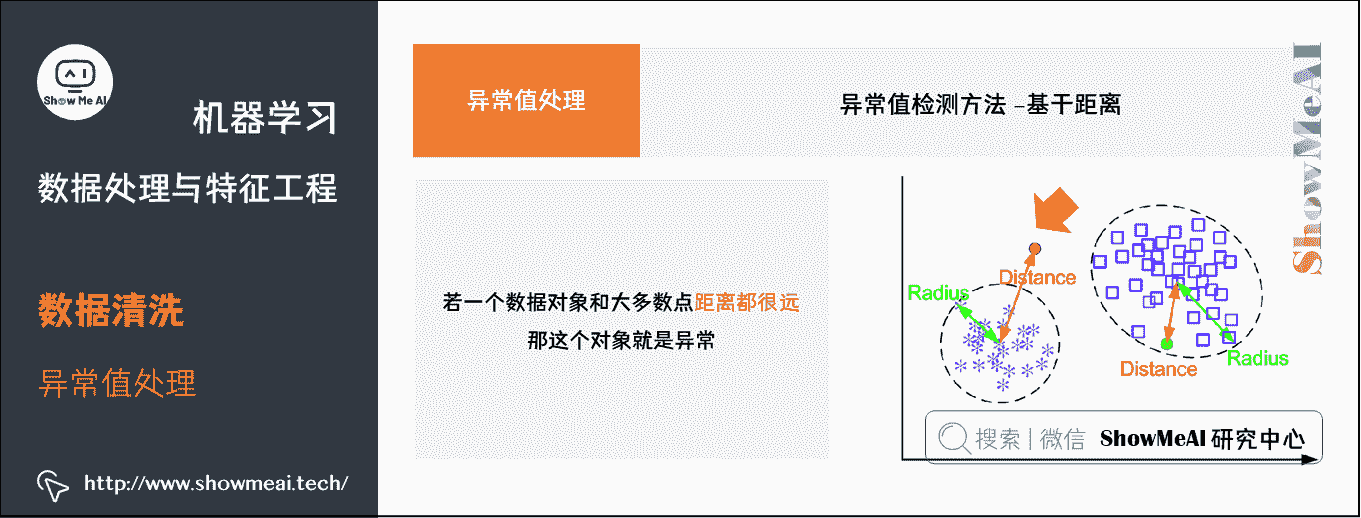 Show Me AI
机器学习
数据处理与特征工程
数据清洗
异常值处理
http://www.showmeai.tech/
异常值处理
异常值检测方法 –基于距离
若一个数据对象和大多数点距离都很远
那这个对象就是异常
Distance
Radius
Distance
Radius
搜索 | 微信 ShowMeAI 研究中心
ShowMeAI